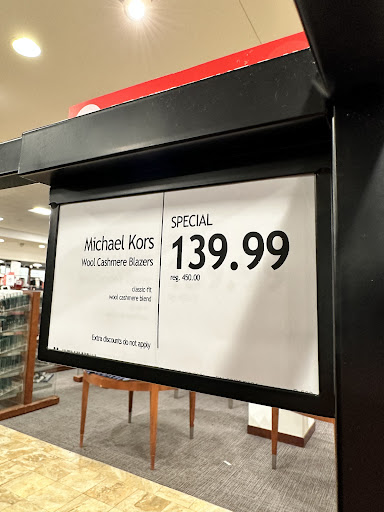 Michael Kors
Wool Cashmere Blazers
classic fit
wool cashmere blend
Extra discounts do not apply
SPECIAL
139.99
reg. 450.00